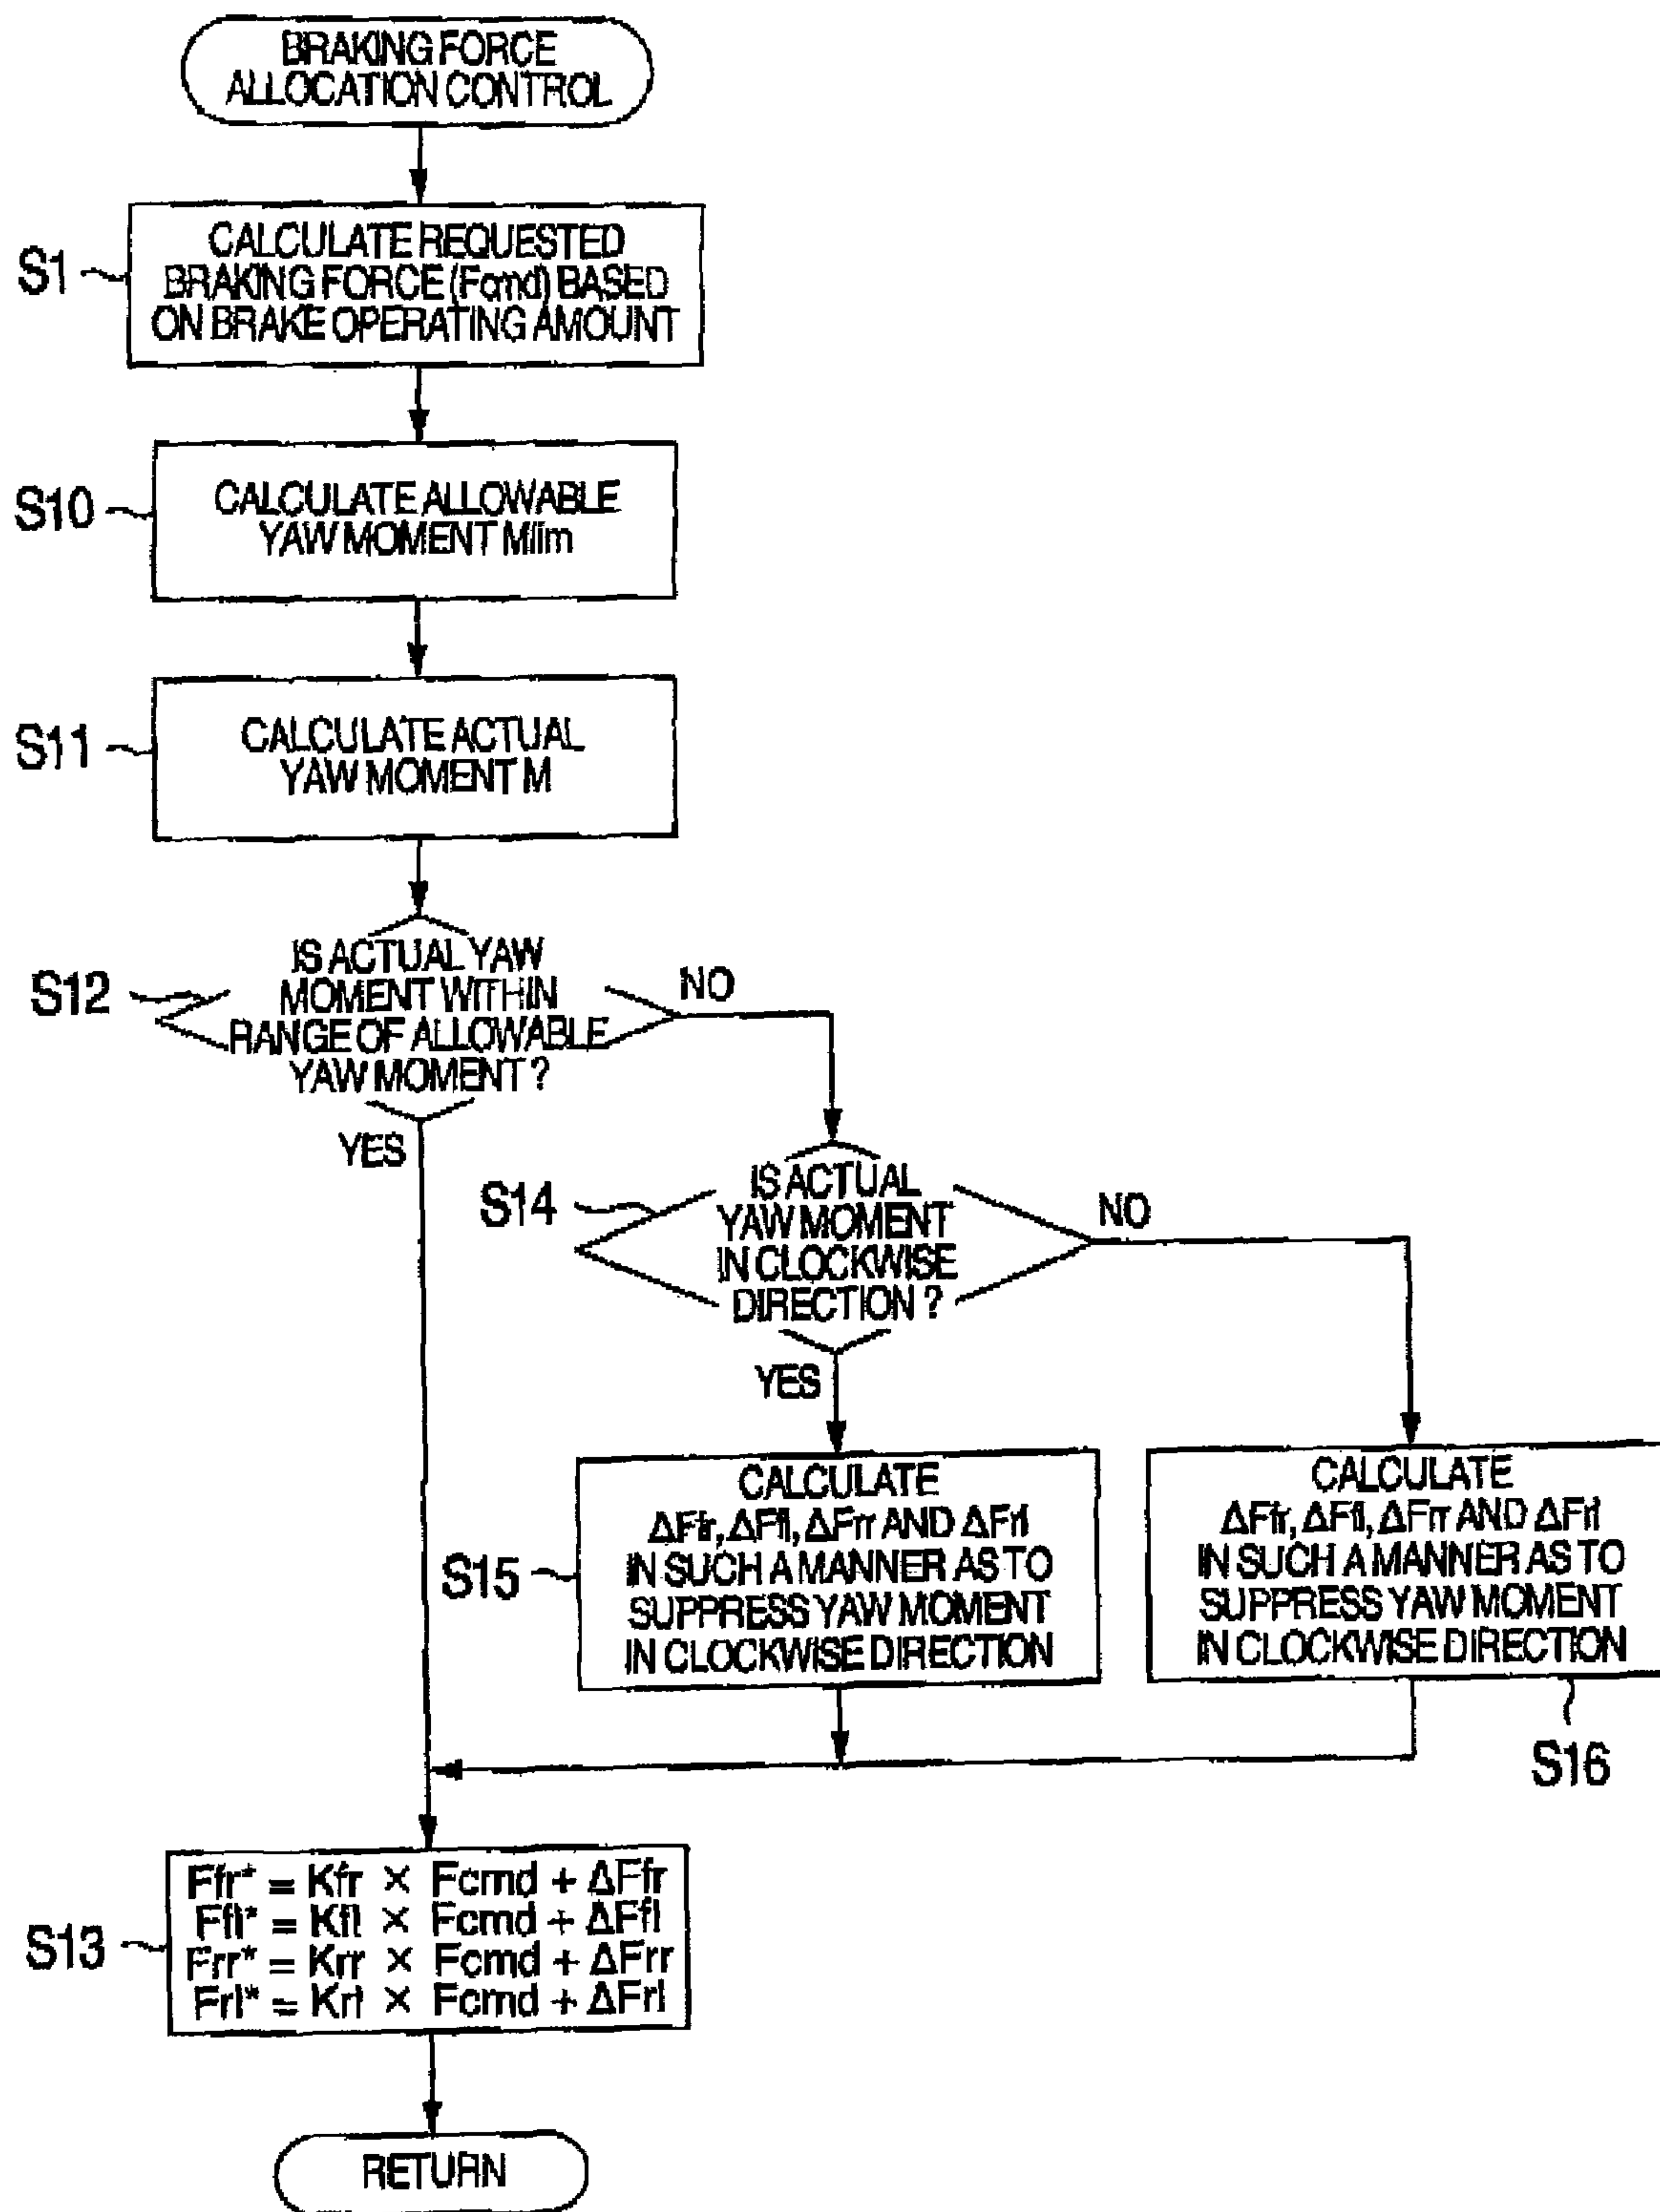 BRAKING FORCE
ALLOCATION CONTROL
S1
CALCULATE REQUESTED
BRAKING FORCE (Fcmd) BASED
ON BRAKE OPERATING AMOUNT
S10
CALCULATE ALLOWABLE
YAW MOMENT Mlim
S11
CALCULATE ACTUAL
YAW MOMENT M
S12
IS ACTUAL YAW
MOMENT WITHIN
RANGE OF ALLOWABLE
YAW MOMENT ?
NO
YES
S14
IS ACTUAL
YAW MOMENT
IN CLOCKWISE
DIRECTION ?
NO
YES
S15
CALCULATE
ΔFfr, ΔFfl, ΔFrr AND ΔFrl
IN SUCH A MANNER AS TO
SUPPRESS YAW MOMENT
IN CLOCKWISE DIRECTION
CALCULATE
ΔFfr, ΔFfl, ΔFrr AND ΔFrl
IN SUCH A MANNER AS TO
SUPPRESS YAW MOMENT
IN CLOCKWISE DIRECTION
S16
S13
Ffr* = Kfr × Fcmd + ΔFfr
Ffl* = Kfl × Fcmd + ΔFfl
Frr* = Krr × Fcmd + ΔFrr
Frl* = Krl × Fcmd + ΔFrl
RETURN